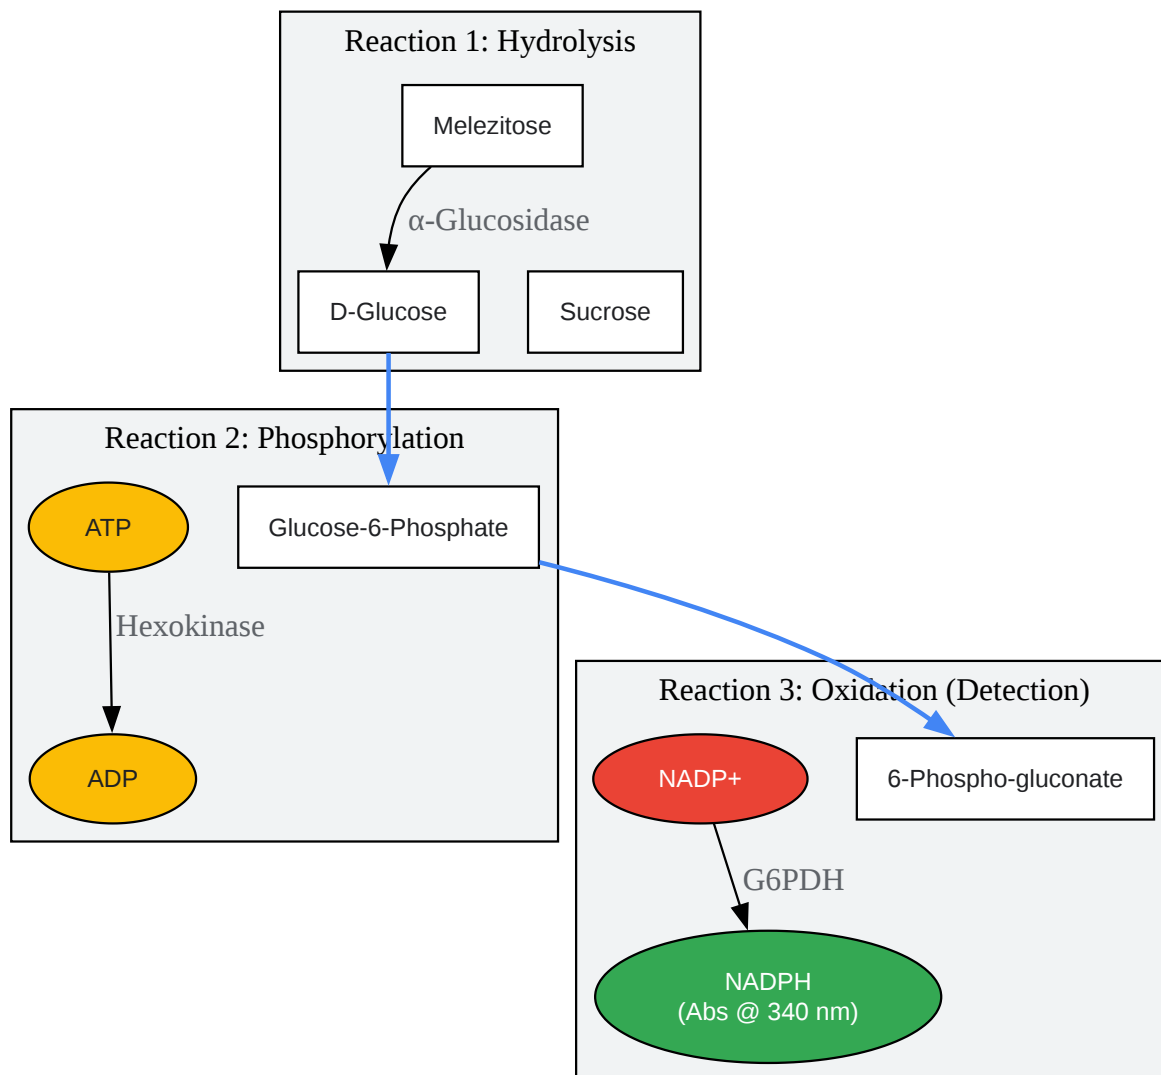 Reaction 1: Hydrolysis
Melezitose
α-Glucosidase
D-Glucose
Sucrose
Reaction 2: Phosphorylation
ATP
Glucose-6-Phosphate
Hexokinase
ADP
Reaction 3: Oxidation (Detection)
NADP+
6-Phospho-gluconate
G6PDH
NADPH
(Abs @ 340 nm)